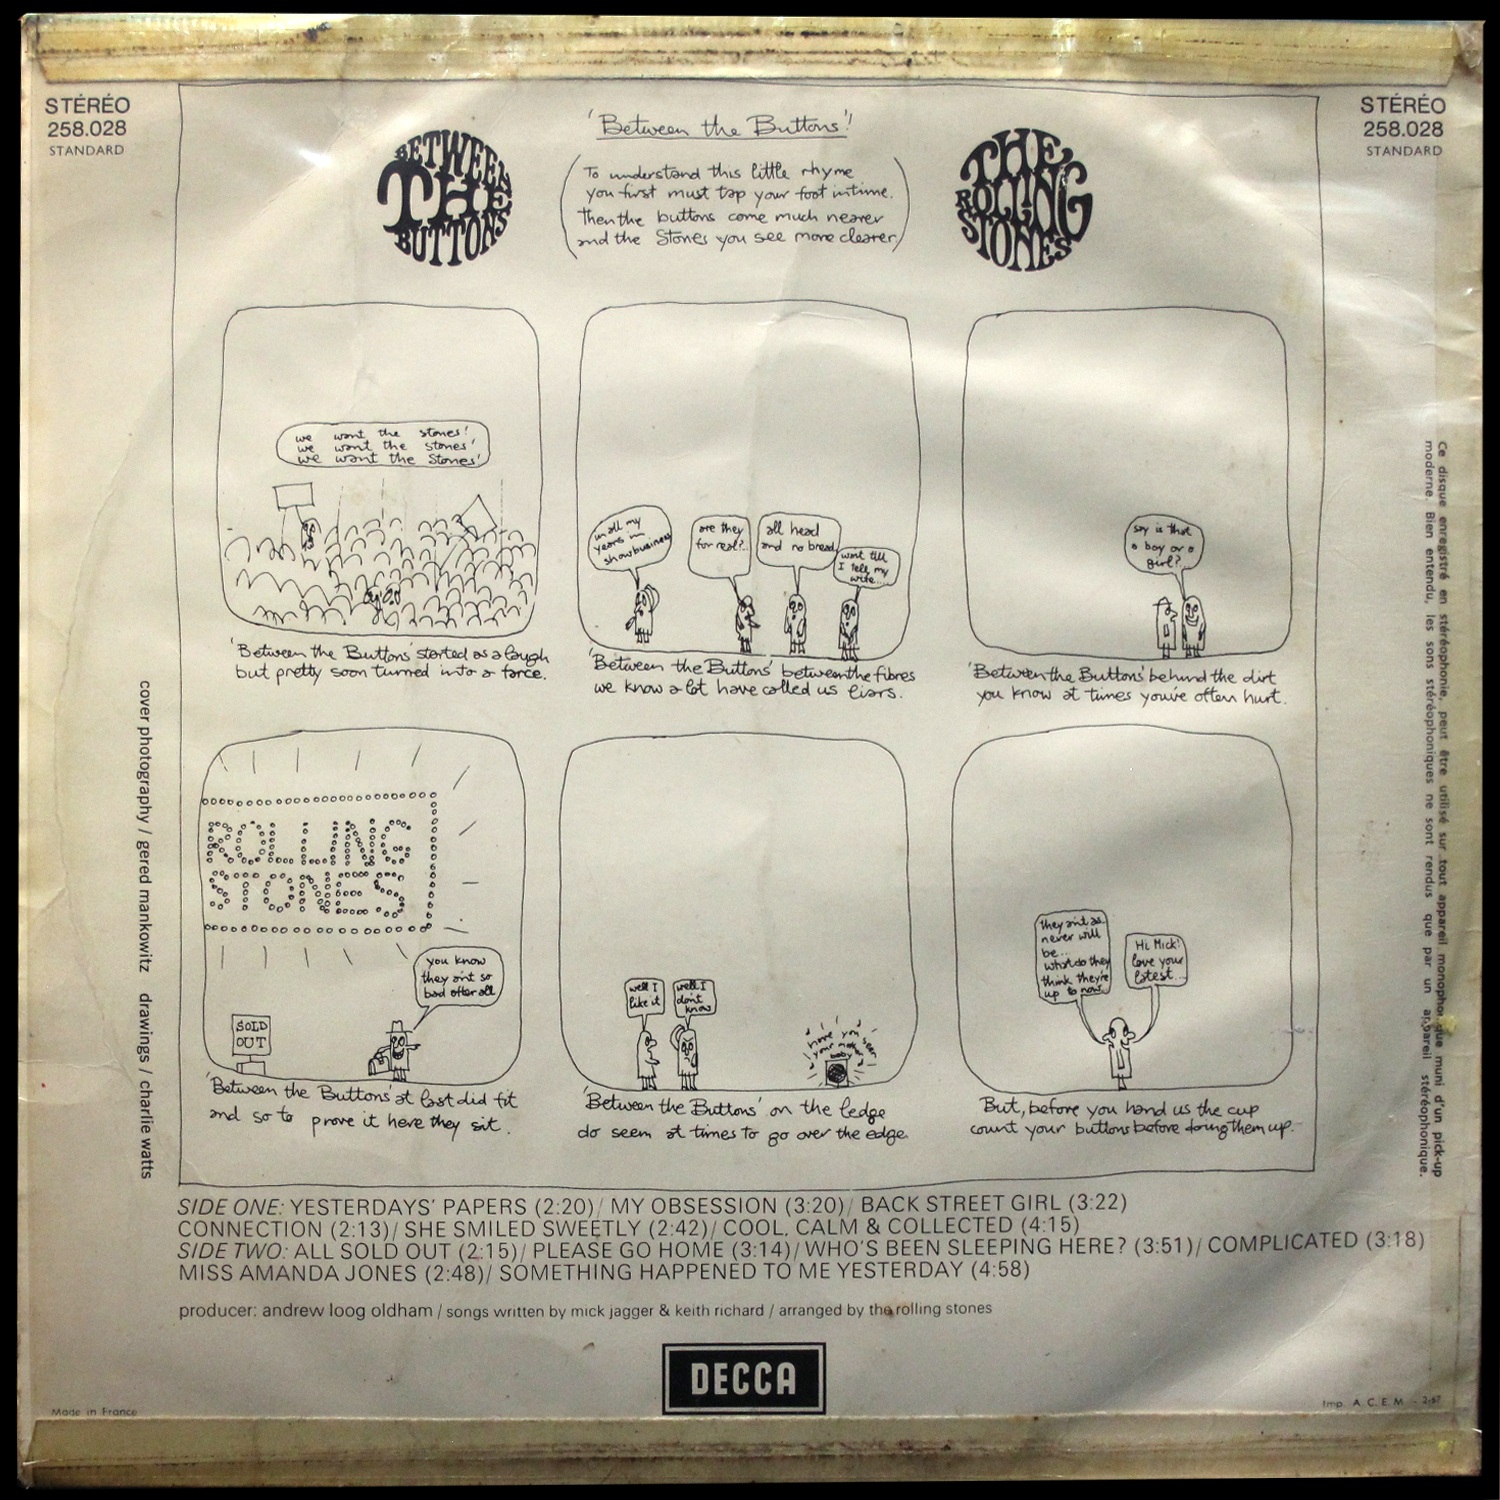 STÉRÉO
258.028
STANDARD
STÉRÉO
258.028
STANDARD
BETWEEN
THE
BUTTONS
'Between the Buttons'!
To understand this little rhyme
you first must tap your foot in time.
Then the buttons come much nearer
and the Stones you see more clearer
THE
ROLLING
STONES
we want the stones!
we want the stones!
we want the Stones!
'Between the Buttons' started as a laugh
but pretty soon turned into a farce.
in all my
years in
showbusiness
are they
for real?..
all head
and no bread
wait till
I tell my
wife...
'Between the Buttons' between the fibres
we know a lot have called us liars.
say is that
a boy or a
girl?..
'Between the Buttons' behind the dirt
you know at times you're often hurt.
ROLLING
STONES
you know
they aint so
bad after all
SOLD
OUT
'Between the Buttons' at last did fit
and so to prove it here they sit.
well I
like it
well I
don't
know
have you seen
your mother
baby
'Between the Buttons' on the ledge
do seem at times to go over the edge.
they aint as..
never will
be...
what do they
think they're
up to now..
Hi Mick!
love your
latest...
But, before you hand us the cup
count your buttons before doing them up.
cover photography / gered mankowitz drawings / charlie watts
Ce disque enregistré en stéréophonie, peut être utilisé sur tout appareil monophonique muni d'un pick-up
moderne. Bien entendu, les sons stéréophoniques ne sont rendus que par un appareil stéréophonique.
SIDE ONE: YESTERDAYS' PAPERS (2:20)/ MY OBSESSION (3:20)/ BACK STREET GIRL (3:22)
CONNECTION (2:13)/ SHE SMILED SWEETLY (2:42)/ COOL, CALM & COLLECTED (4:15)
SIDE TWO: ALL SOLD OUT (2:15)/ PLEASE GO HOME (3:14)/ WHO'S BEEN SLEEPING HERE? (3:51)/ COMPLICATED (3:18)
MISS AMANDA JONES (2:48)/ SOMETHING HAPPENED TO ME YESTERDAY (4:58)
producer: andrew loog oldham / songs written by mick jagger & keith richard / arranged by the rolling stones
DECCA
Made in France
Imp. A.C.E.M - 2-67